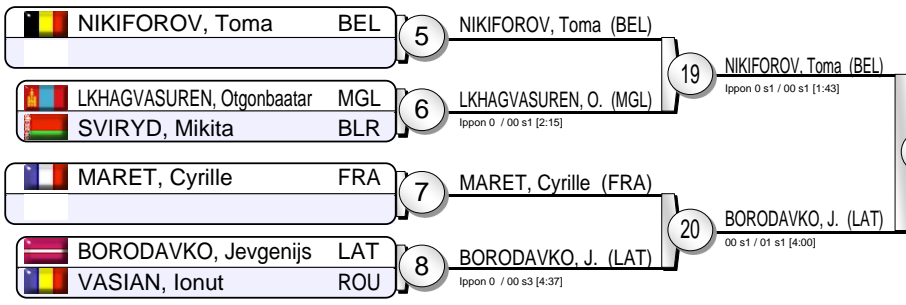 NIKIFOROV, Toma BEL
5
NIKIFOROV, Toma (BEL)
19
NIKIFOROV, Toma (BEL)
Ippon 0 s1 / 00 s1 [1:43]
LKHAGVASUREN, Otgonbaatar MGL
SVIRYD, Mikita BLR
6
LKHAGVASUREN, O. (MGL)
Ippon 0 / 00 s1 [2:15]
MARET, Cyrille FRA
7
MARET, Cyrille (FRA)
20
BORODAVKO, J. (LAT)
00 s1 / 01 s1 [4:00]
BORODAVKO, Jevgenijs LAT
VASIAN, Ionut ROU
8
BORODAVKO, J. (LAT)
Ippon 0 / 00 s3 [4:37]